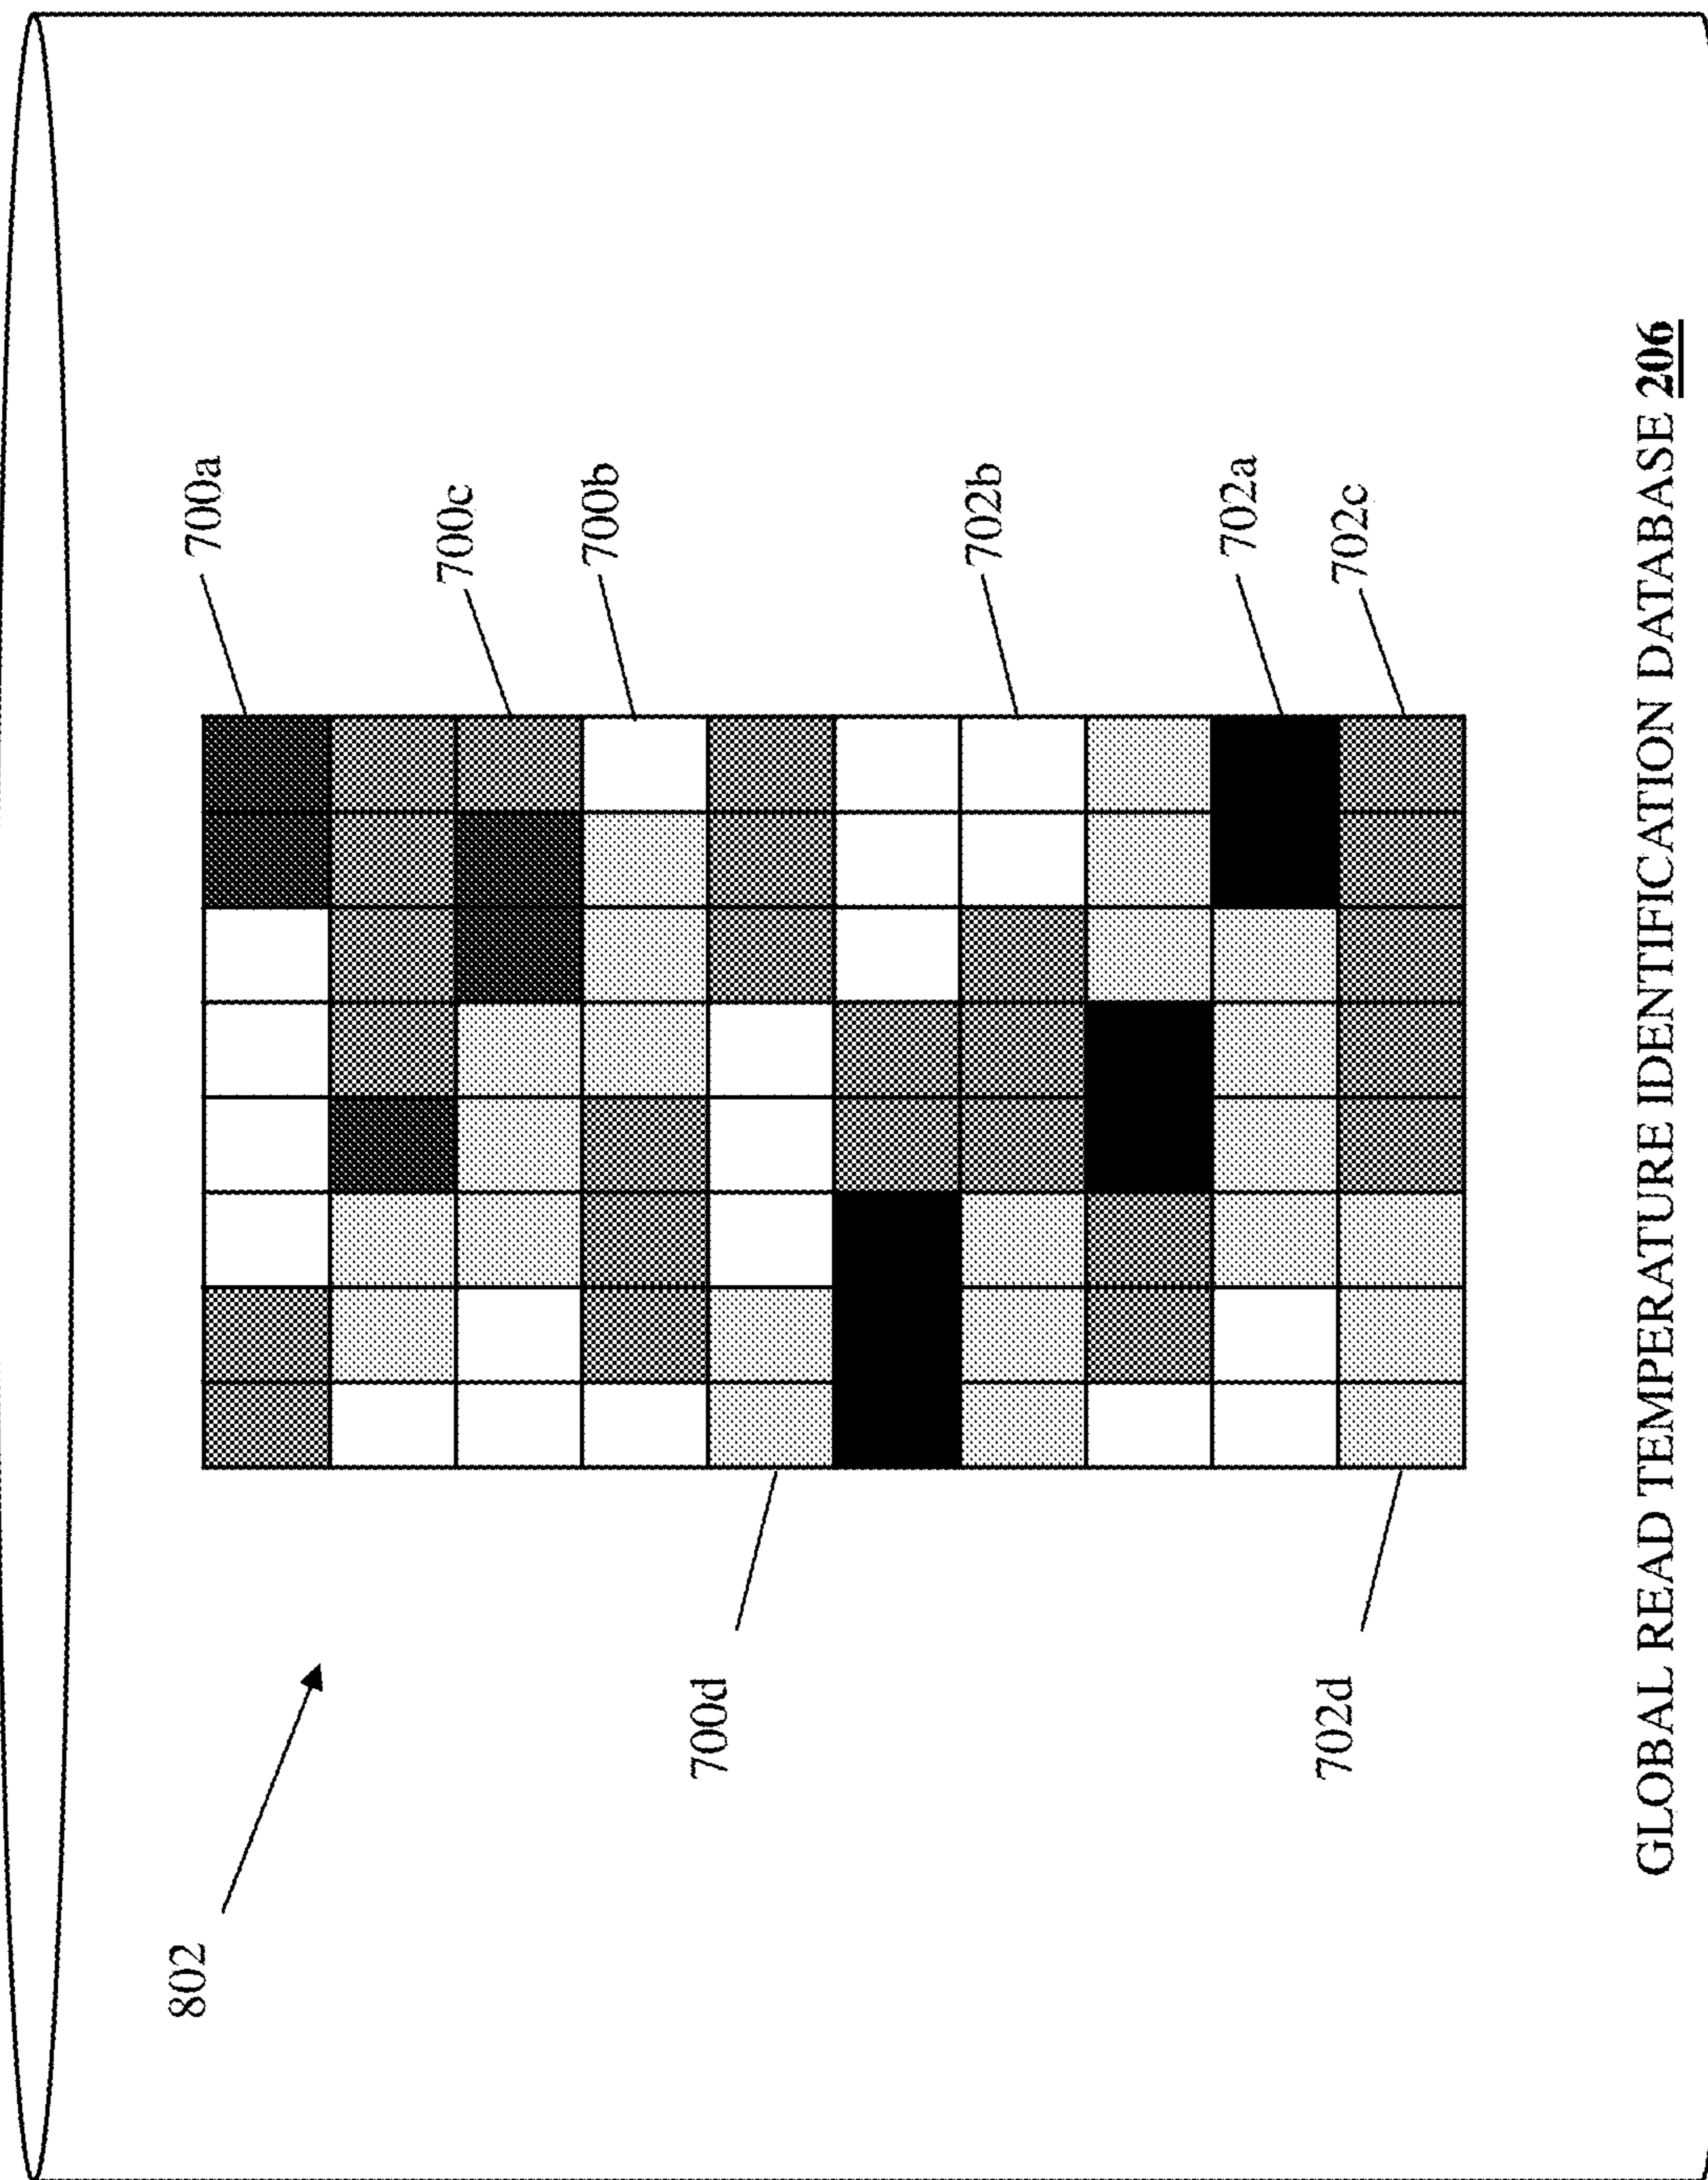 802
700a
700c
700b
700d
702b
702a
702d
702c
GLOBAL READ TEMPERATURE IDENTIFICATION DATABASE 206